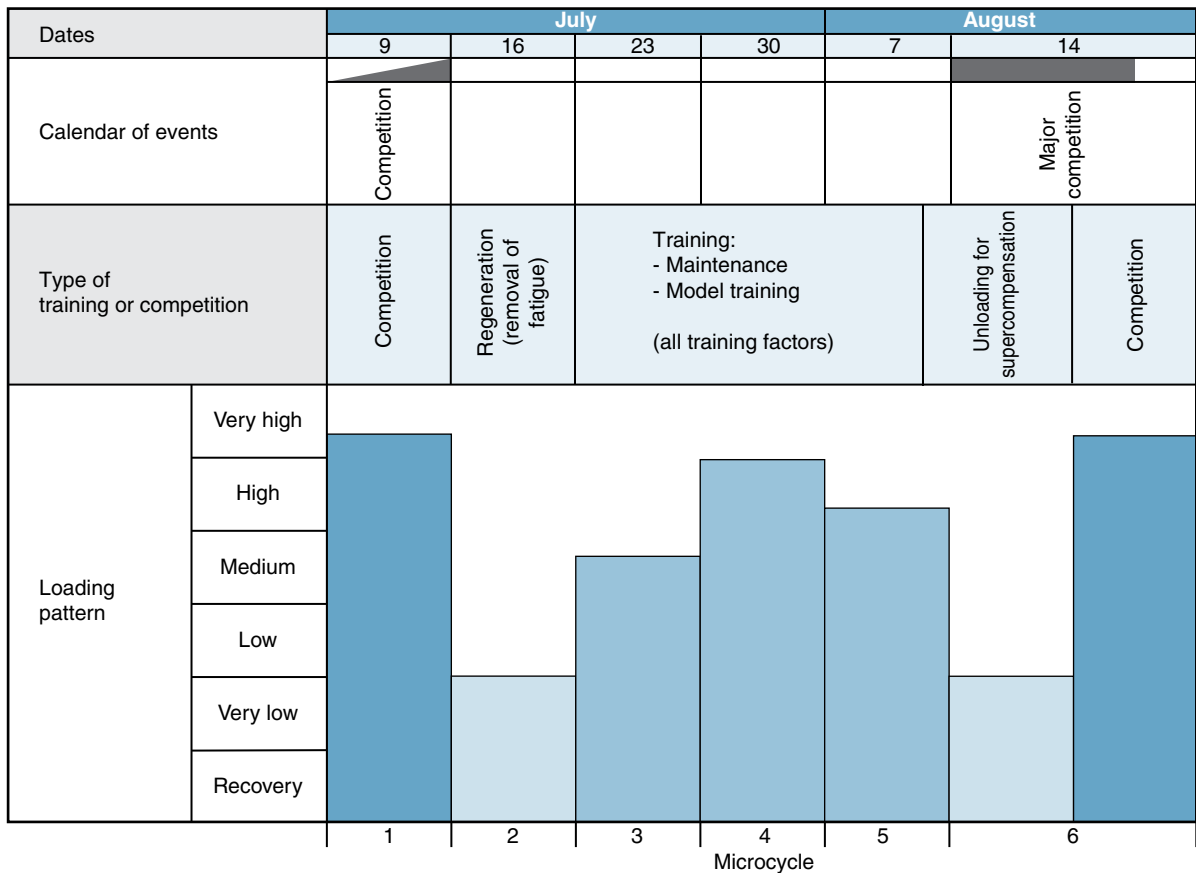 Dates
July
August
9
16
23
30
7
14
Calendar of events
Competition
Major
competition
Type of
training or competition
Competition
Regeneration
(removal of
fatigue)
Training:
- Maintenance
- Model training
(all training factors)
Unloading for
supercompensation
Competition
Loading
pattern
Very high
High
Medium
Low
Very low
Recovery
1
2
3
4
5
6
Microcycle